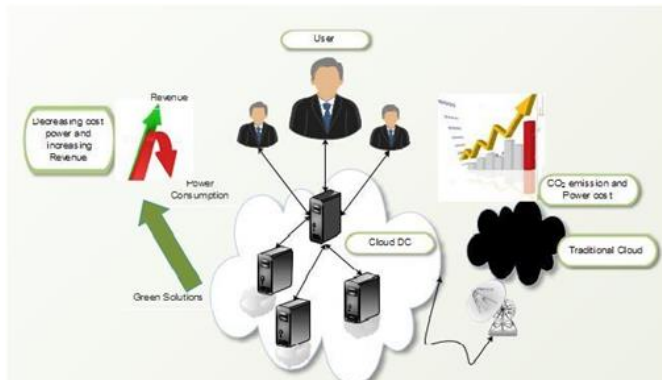 User
Revenue
Decreasing cost
power and
increasing
Revenue
Power
Consumption
CO₂ emission and
Power cost
Cloud DC
Traditional Cloud
Green Solutions